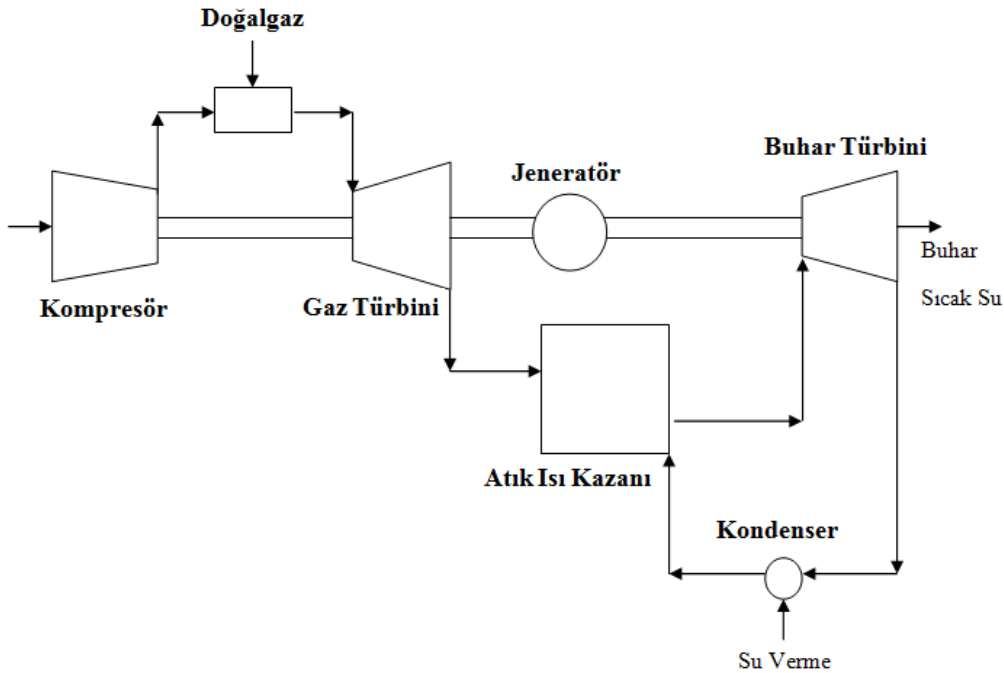 Doğalgaz
Buhar Türbini
Jeneratör
Buhar
Kompresör
Gaz Türbini
Sıcak Su
Atık Isı Kazanı
Kondenser
Su Verme